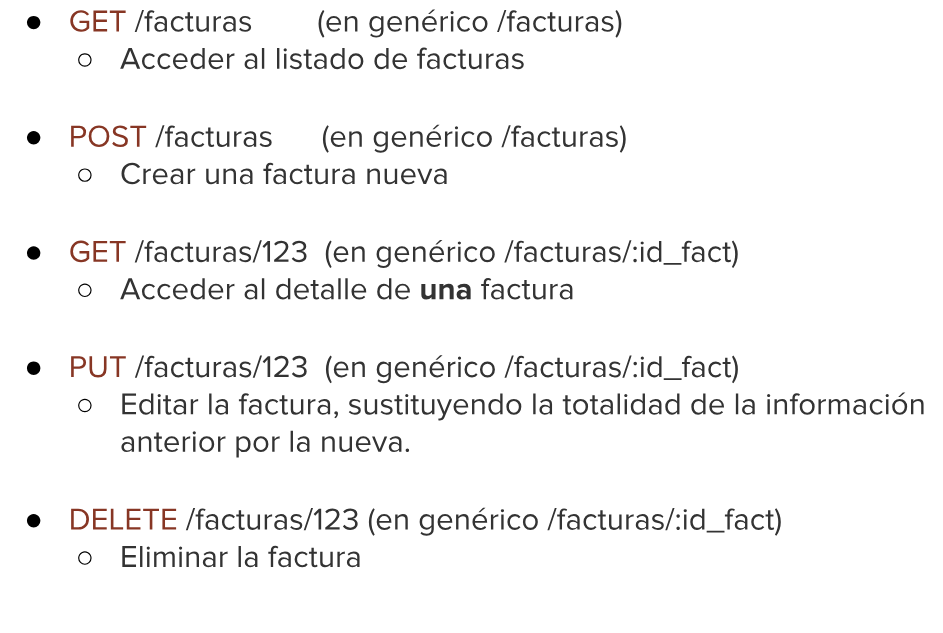 ● GET /facturas (en genérico /facturas)
○ Acceder al listado de facturas
● POST /facturas (en genérico /facturas)
○ Crear una factura nueva
● GET /facturas/123 (en genérico /facturas/:id_fact)
○ Acceder al detalle de una factura
● PUT /facturas/123 (en genérico /facturas/:id_fact)
○ Editar la factura, sustituyendo la totalidad de la información
anterior por la nueva.
● DELETE /facturas/123 (en genérico /facturas/:id_fact)
○ Eliminar la factura